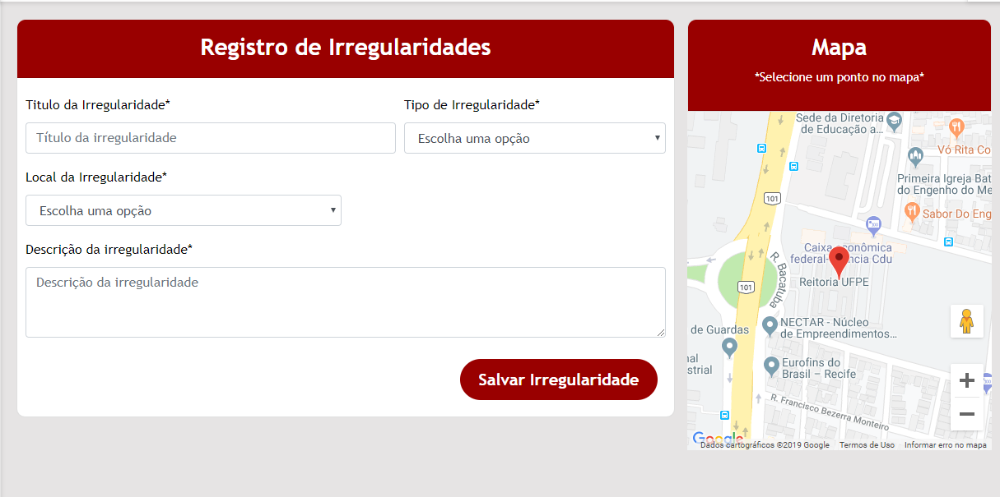 Registro de Irregularidades
Titulo da Irregularidade*
Tipo de Irregularidade*
Título da irregularidade
Escolha uma opção
Local da Irregularidade*
Escolha uma opção
Descrição da irregularidade*
Descrição da irregularidade
Salvar Irregularidade
Mapa
*Selecione um ponto no mapa*
Sede da Diretoria
de Educação a...
Vó Rita Co
Primeira Igreja Bat
do Engenho do Me
101
Sabor Do Eng
Caixa econômica
federal- Cdu
R. Bacatuba
Reitoria UFPE
101
NECTAR - Núcleo
de Empreendimentos...
de Guardas
Eurofins do
Brasil – Recife
nal
strial
R. Francisco Bezerra Monteiro
Google
Dados cartográficos ©2019 Google
Termos de Uso
Informar erro no mapa